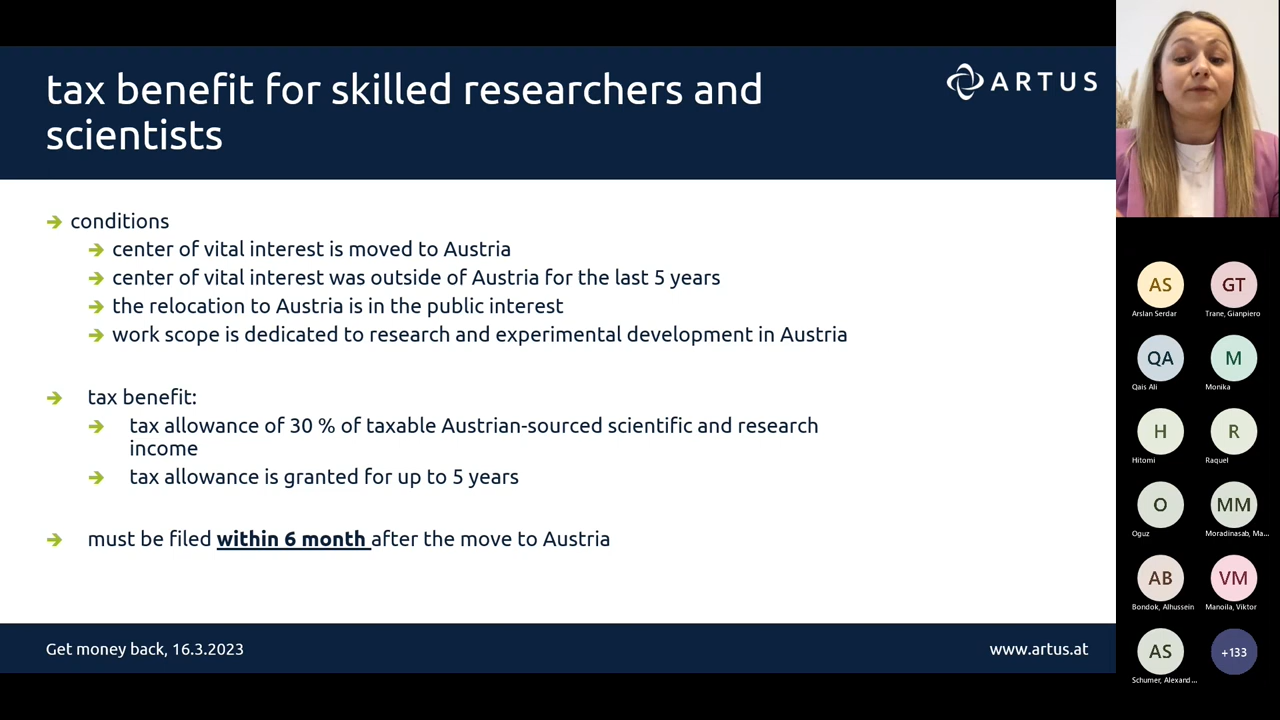 tax benefit for skilled researchers and
scientists
ARTUS
conditions
center of vital interest is moved to Austria
center of vital interest was outside of Austria for the last 5 years
the relocation to Austria is in the public interest
work scope is dedicated to research and experimental development in Austria
tax benefit:
tax allowance of 30 % of taxable Austrian-sourced scientific and research
income
tax allowance is granted for up to 5 years
must be filed within 6 month after the move to Austria
Get money back, 16.3.2023
www.artus.at
AS
GT
Arslan Serdar
Trane, Gianpiero
QA
M
Qais Ali
Monika
H
R
Hitomi
Raquel
O
MM
Oguz
Moradinasab, Ma...
AB
VM
Bondok, Alhussein
Manoila, Viktor
AS
+133
Schumer, Alexand...